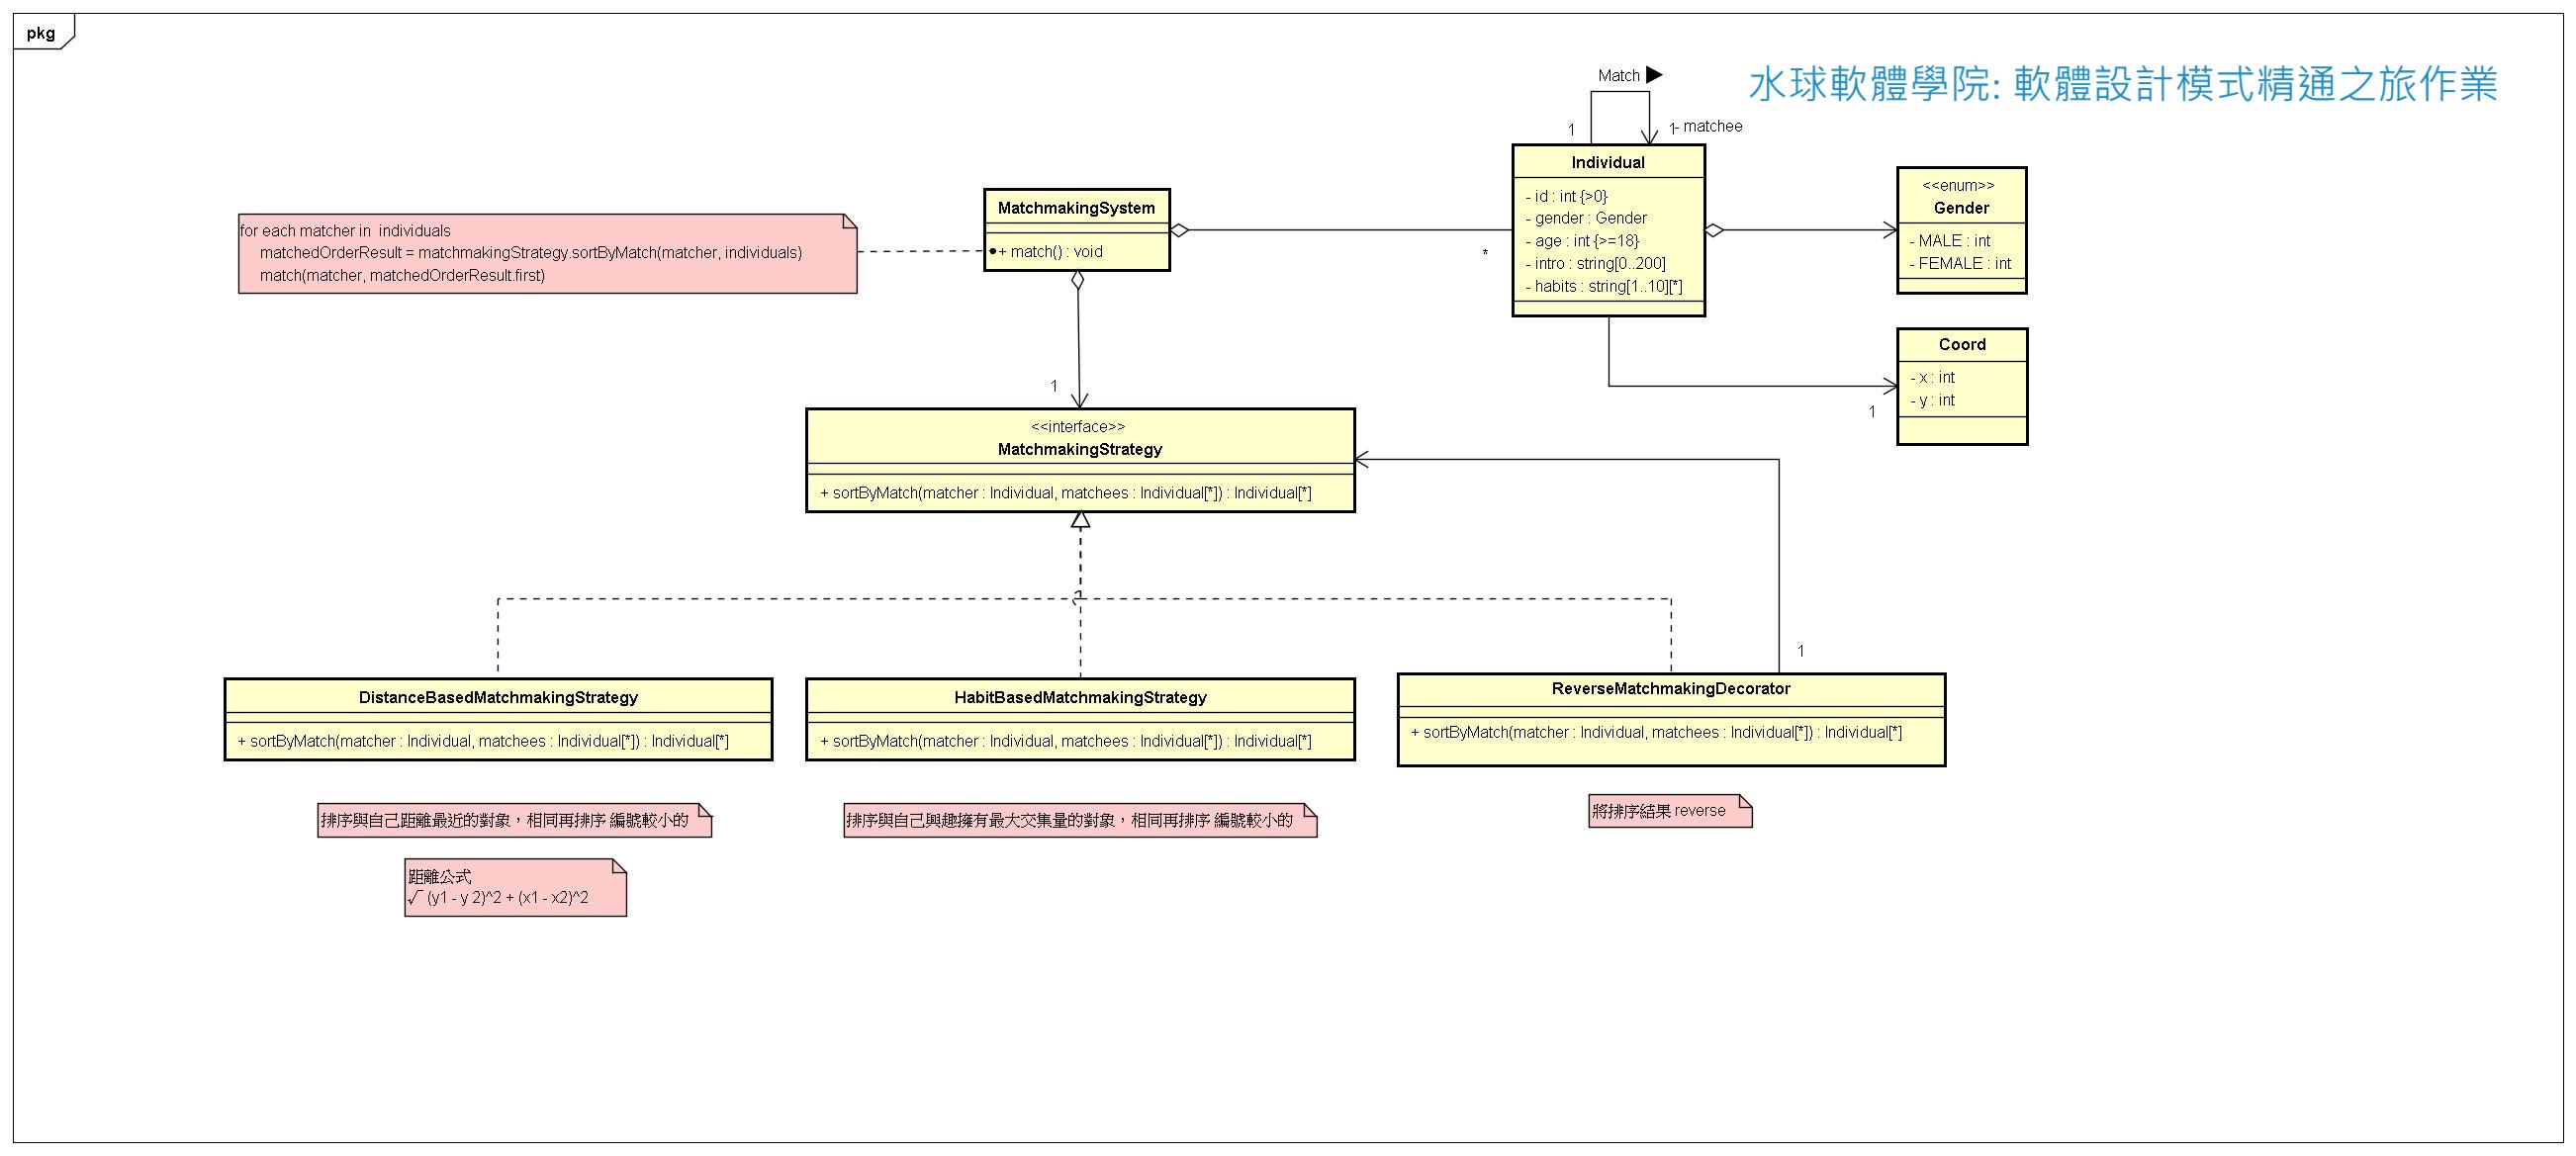 pkg
水球軟體學院: 軟體設計模式精通之旅作業
Match
1
1
- matchee
Individual
- id : int {>0}
- gender : Gender
- age : int {>=18}
- intro : string[0..200]
- habits : string[1..10][*]
<<enum>>
Gender
- MALE : int
- FEMALE : int
MatchmakingSystem
+ match() : void
*
for each matcher in individuals
matchedOrderResult = matchmakingStrategy.sortByMatch(matcher, individuals)
match(matcher, matchedOrderResult.first)
Coord
- x : int
- y : int
1
1
<<interface>>
MatchmakingStrategy
+ sortByMatch(matcher : Individual, matchees : Individual[*]) : Individual[*]
1
DistanceBasedMatchmakingStrategy
+ sortByMatch(matcher : Individual, matchees : Individual[*]) : Individual[*]
HabitBasedMatchmakingStrategy
+ sortByMatch(matcher : Individual, matchees : Individual[*]) : Individual[*]
ReverseMatchmakingDecorator
+ sortByMatch(matcher : Individual, matchees : Individual[*]) : Individual[*]
排序與自己距離最近的對象，相同再排序 編號較小的
排序與自己興趣擁有最大交集量的對象，相同再排序 編號較小的
將排序結果 reverse
距離公式
√ (y1 - y 2)^2 + (x1 - x2)^2